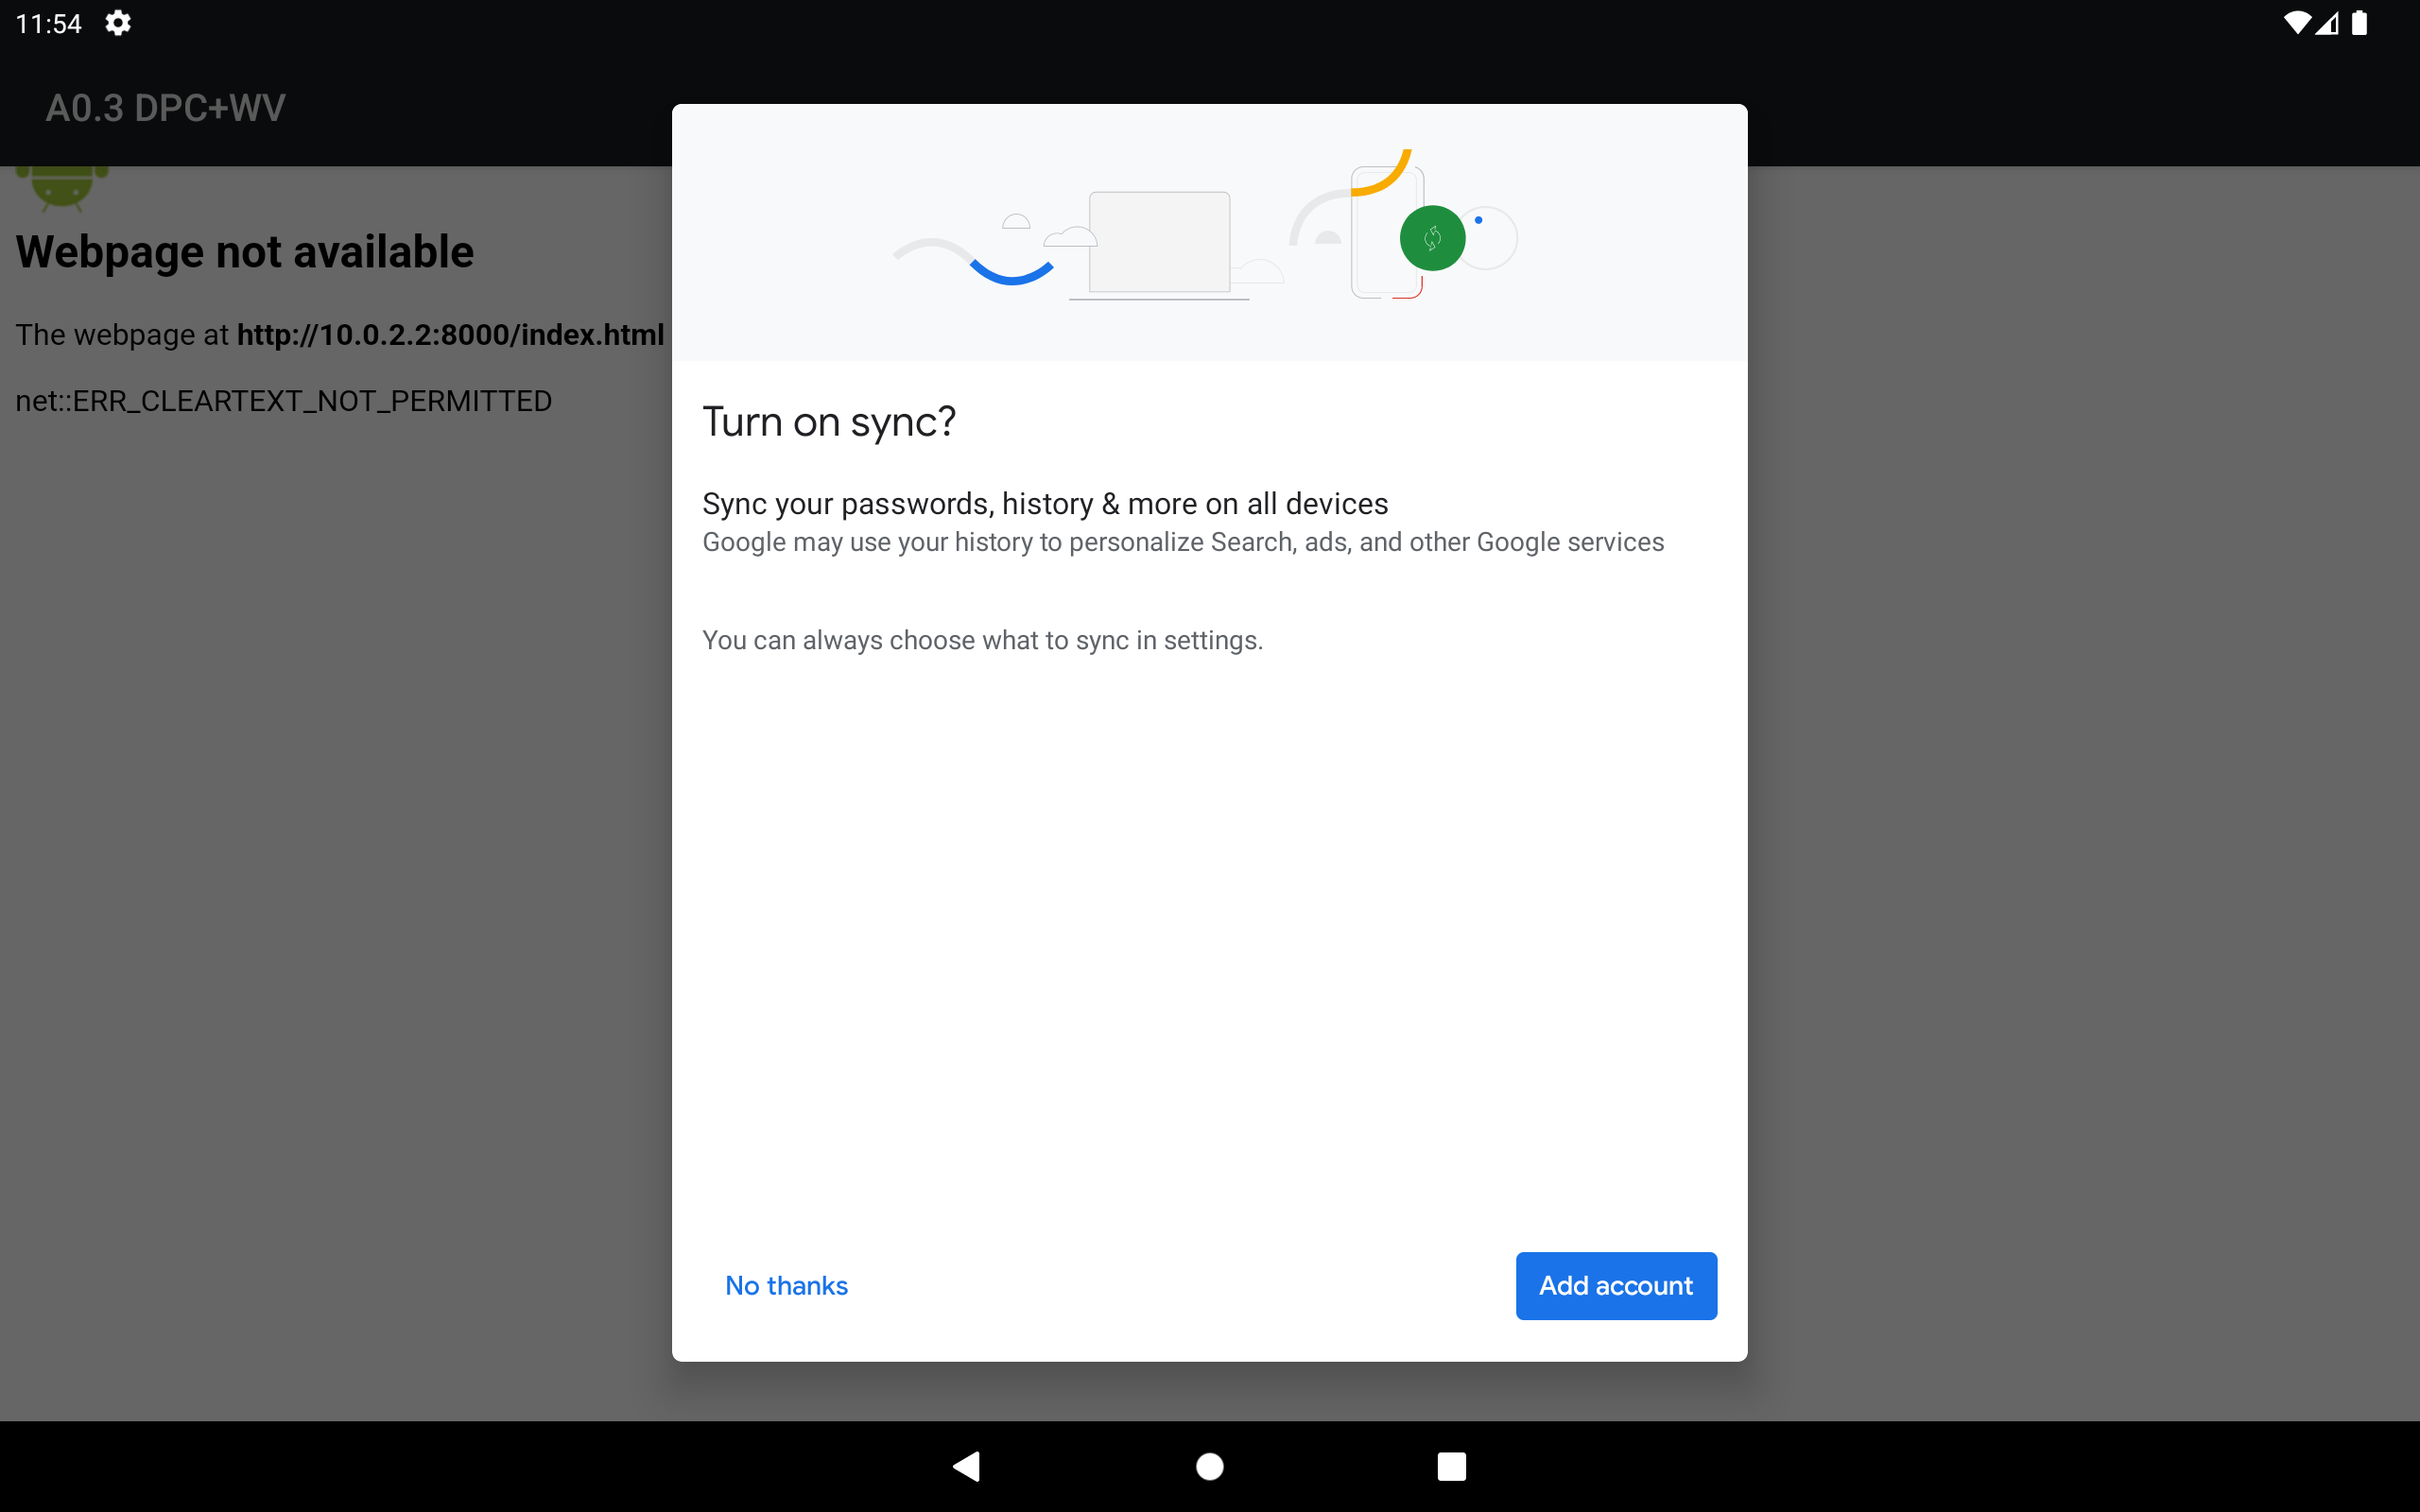 11:54
A0.3 DPC+WV
Webpage not available
The webpage at http://10.0.2.2:8000/index.html
net::ERR_CLEARTEXT_NOT_PERMITTED
Turn on sync?
Sync your passwords, history & more on all devices
Google may use your history to personalize Search, ads, and other Google services
You can always choose what to sync in settings.
No thanks
Add account